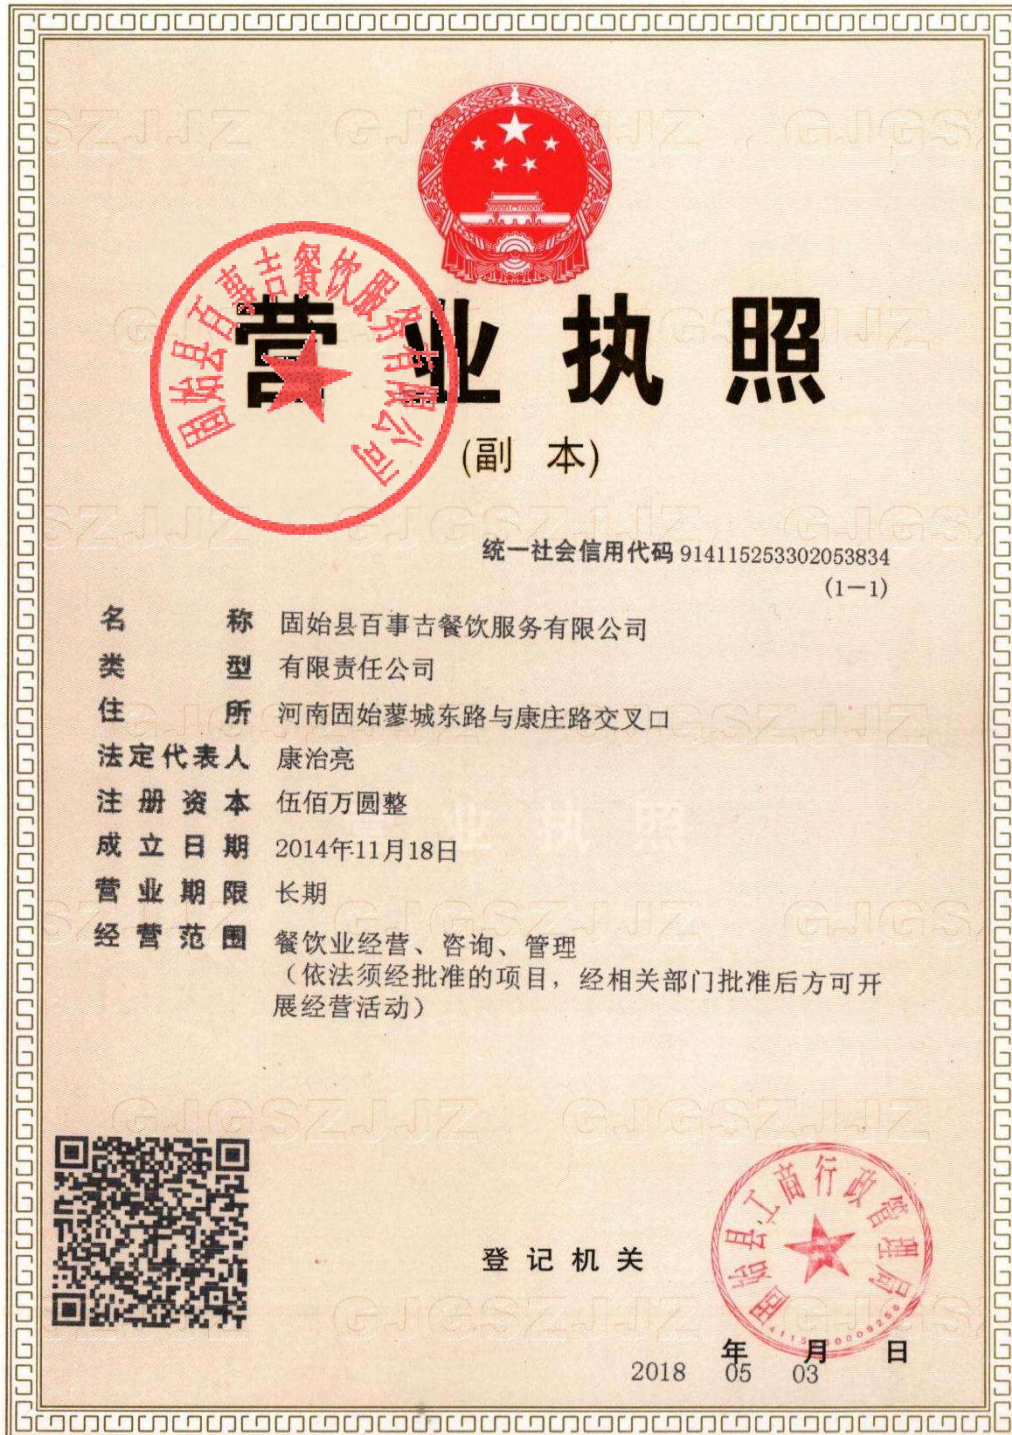 固始县百事吉餐饮服务有限公司
营业执照
(副 本)
统一社会信用代码 914115253302053834
(1-1)
名称 固始县百事吉餐饮服务有限公司
类型 有限责任公司
住所 河南固始蓼城东路与康庄路交叉口
法定代表人 康治亮
注册资本 伍佰万圆整
成立日期 2014年11月18日
营业期限 长期
经营范围 餐饮业经营、咨询、管理
（依法须经批准的项目，经相关部门批准后方可开
展经营活动）
登记机关
固始县工商行政管理局
年 月 日
2018 05 03
GJGSZJJZ
营业执照